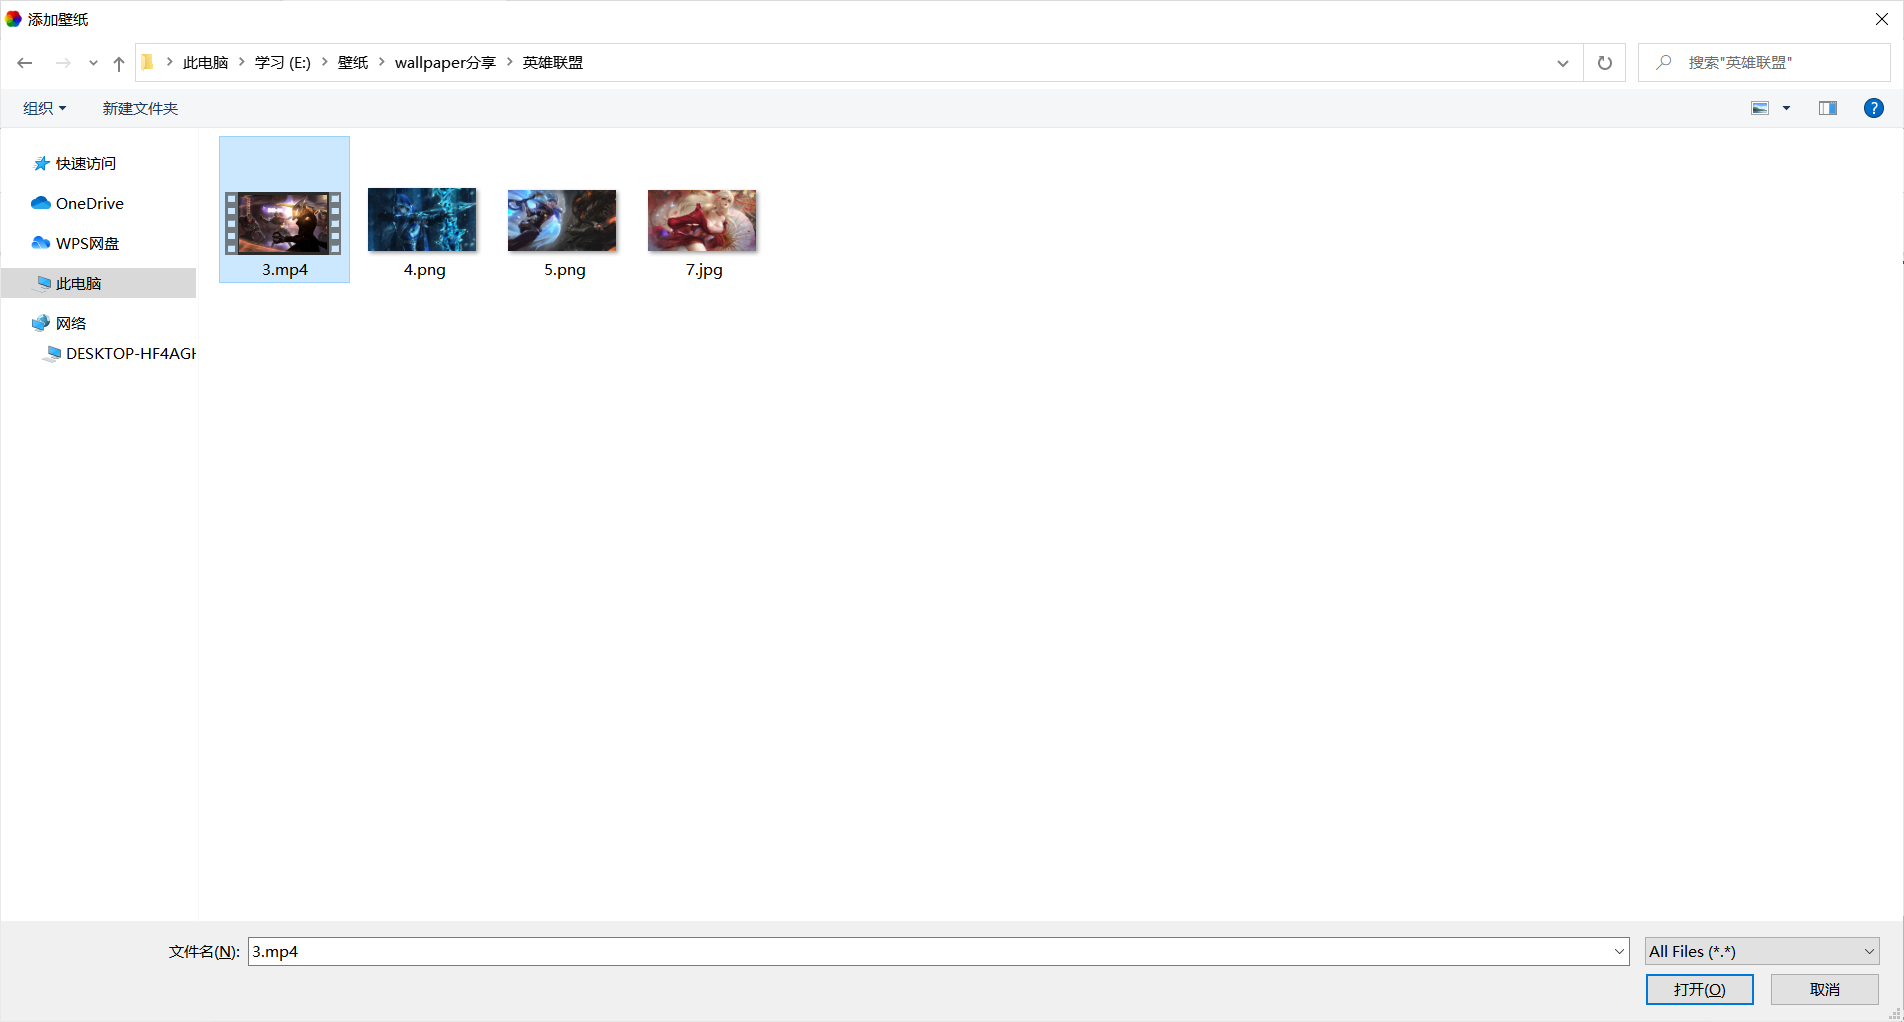 添加壁纸
此电脑 学习 (E:) 壁纸 wallpaper分享 英雄联盟
搜索"英雄联盟"
组织 新建文件夹
快速访问
OneDrive
WPS网盘
此电脑
网络
DESKTOP-HF4AGH
3.mp4 4.png 5.png 7.jpg
文件名(N): 3.mp4 All Files (*.*)
打开(O) 取消